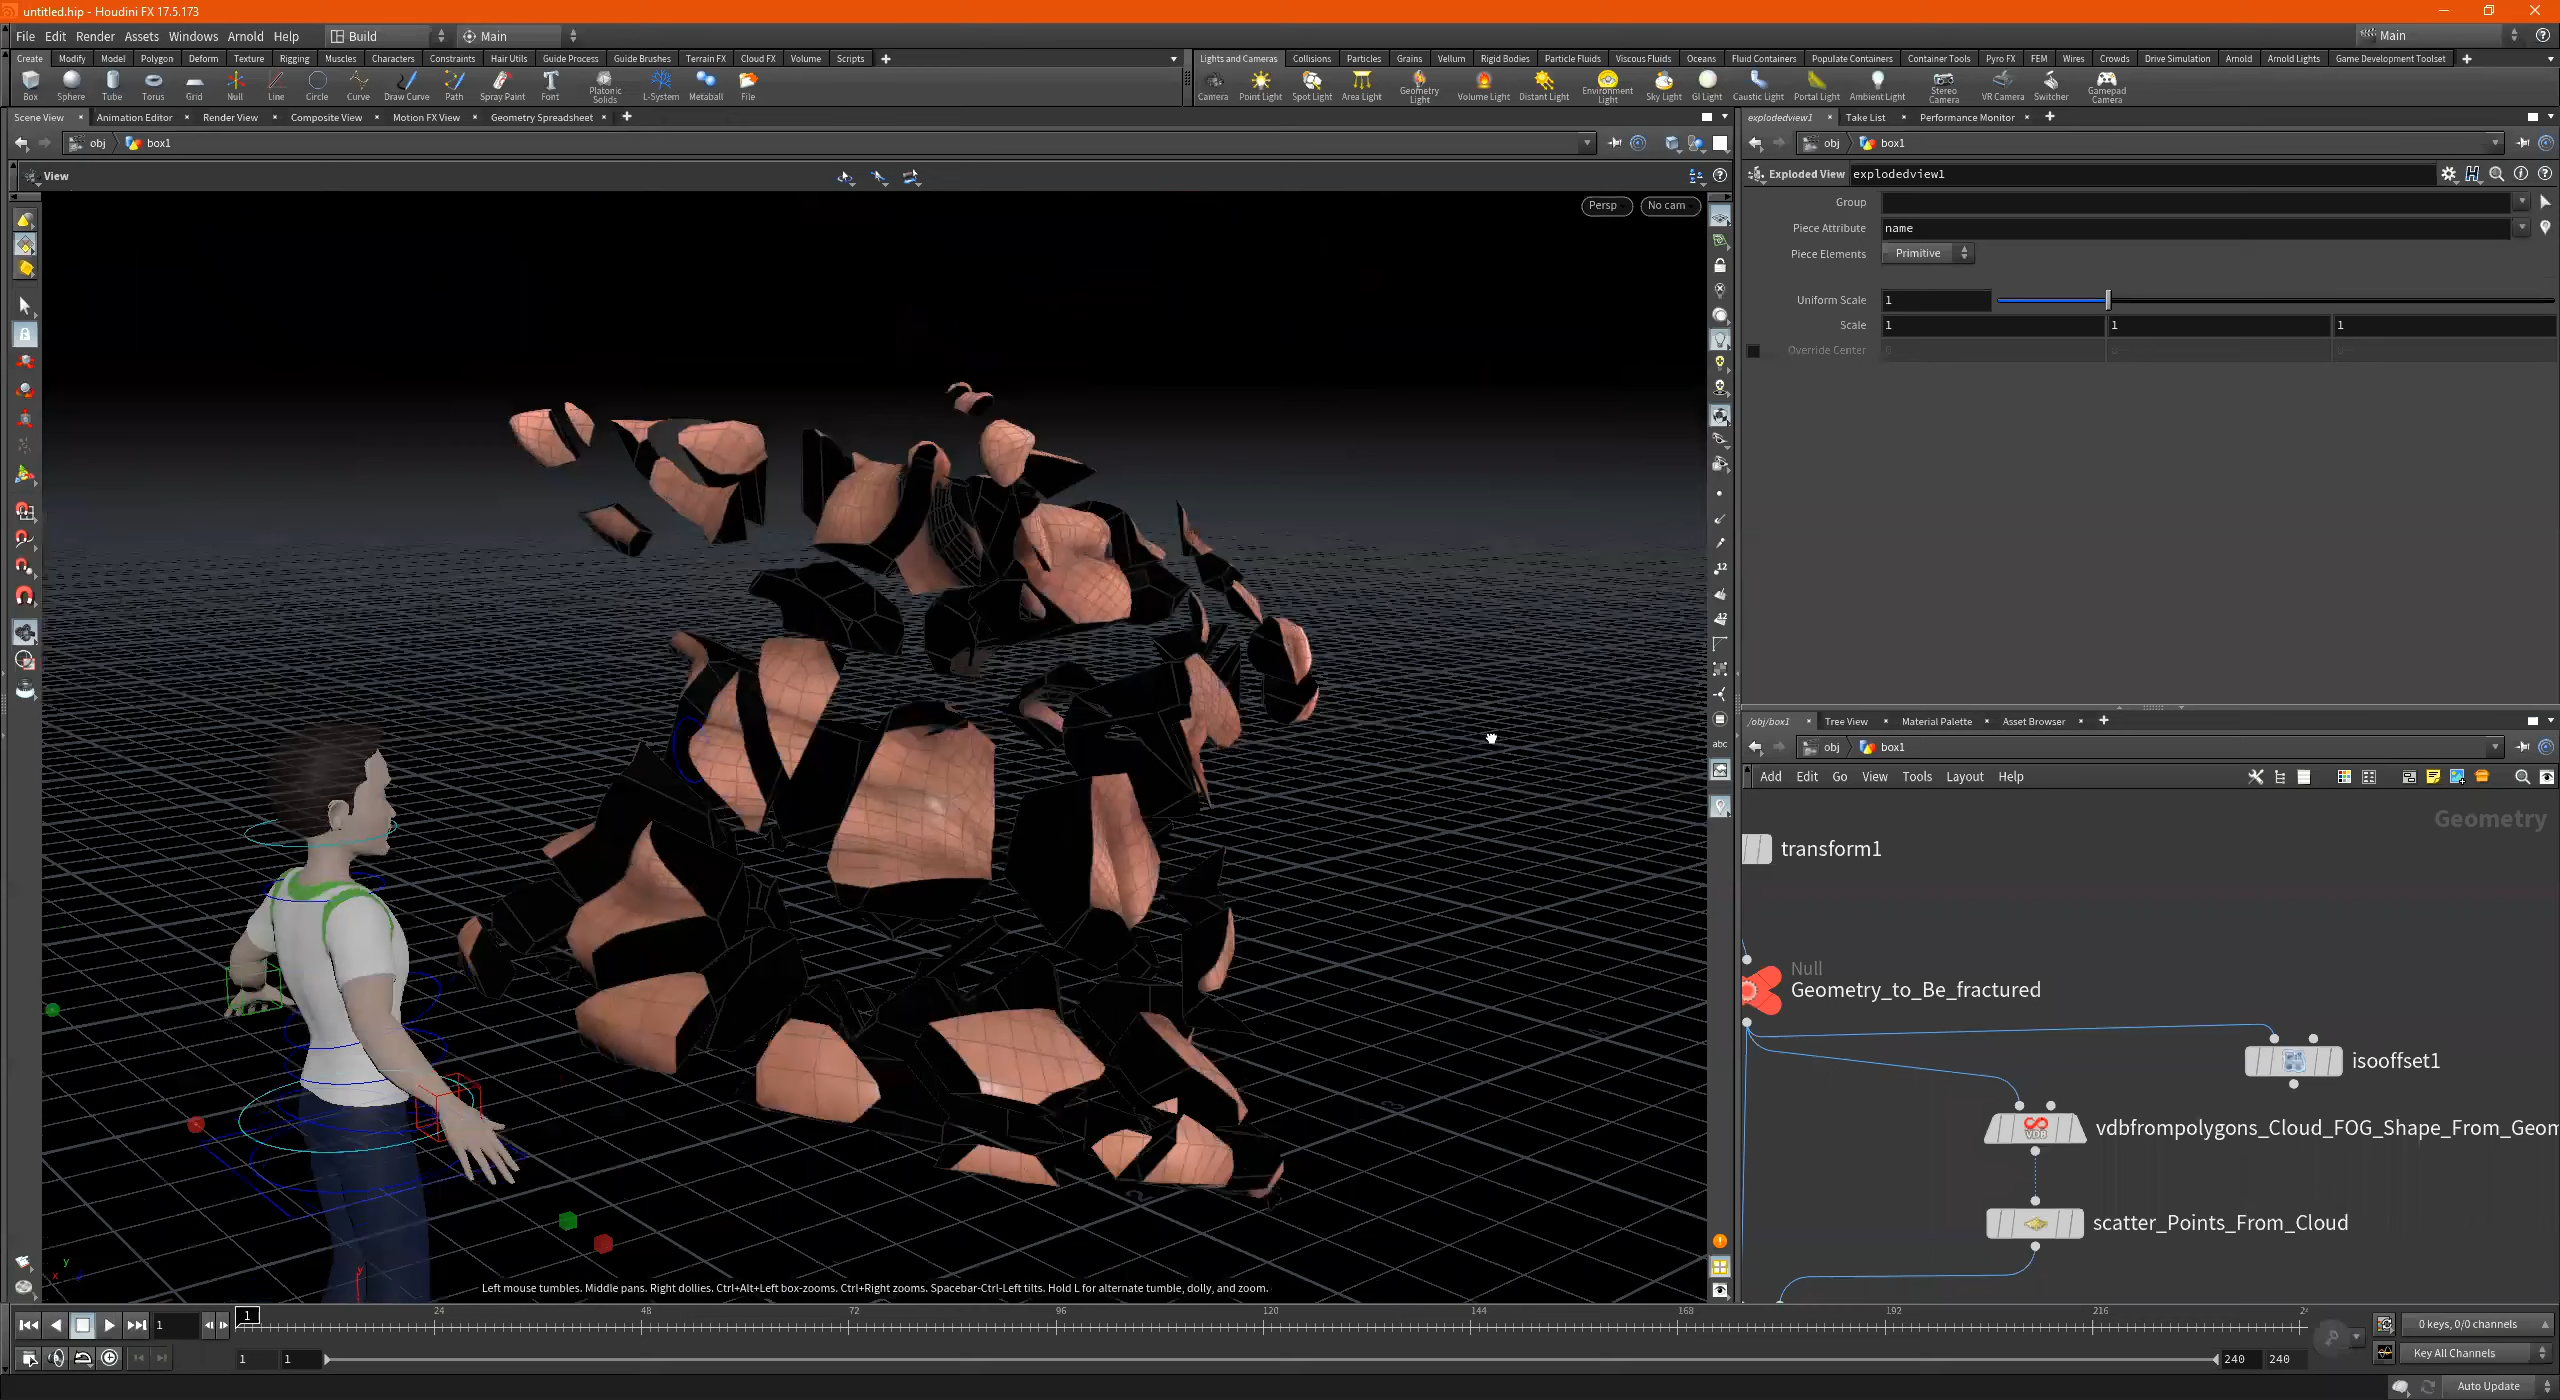 untitled.hip - Houdini FX 17.5.173
File Edit Render Assets Windows Arnold Help Build Main Main
Create Modify Model Polygon Deform Texture Rigging Muscles Characters Constraints Hair Utils Guide Process Guide Brushes Terrain FX Cloud FX Volume Scripts
Lights and Cameras Collisions Particles Grains Vellum Rigid Bodies Particle Fluids Viscous Fluids Oceans Fluid Containers Populate Containers Container Tools Pyro FX FEM Wires Crowds Drive Simulation Arnold Arnold Lights Game Development Toolset
Box Sphere Tube Torus Grid Null Line Circle Curve Draw Curve Path Spray Paint Font Platonic Solids L-System Metaball File
Camera Point Light Spot Light Area Light Geometry Light Volume Light Distant Light Environment Light Sky Light GI Light Caustic Light Portal Light Ambient Light Stereo Camera VR Camera Switcher Gamepad Camera
Scene View Animation Editor Render View Composite View Motion FX View Geometry Spreadsheet
explodedview1 Take List Performance Monitor
obj box1
obj box1
View
Persp No cam
Exploded View explodedview1
Group
Piece Attribute name
Piece Elements Primitive
Uniform Scale 1
Scale 1 1 1
Override Center
/obj/box1 Tree View Material Palette Asset Browser
obj box1
Add Edit Go View Tools Layout Help
Geometry
transform1
Null
Geometry_to_Be_fractured
isooffset1
vdbfrompolygons_Cloud_FOG_Shape_From_Geom
scatter_Points_From_Cloud
12
12
abc
VDB
2
x y
y
Left mouse tumbles. Middle pans. Right dollies. Ctrl+Alt+Left box-zooms. Ctrl+Right zooms. Spacebar-Ctrl-Left tilts. Hold L for alternate tumble, dolly, and zoom.
1 1 24 48 72 96 120 144 168 192 216 24
0 keys, 0/0 channels
1 1 240 240
Key All Channels
Auto Update